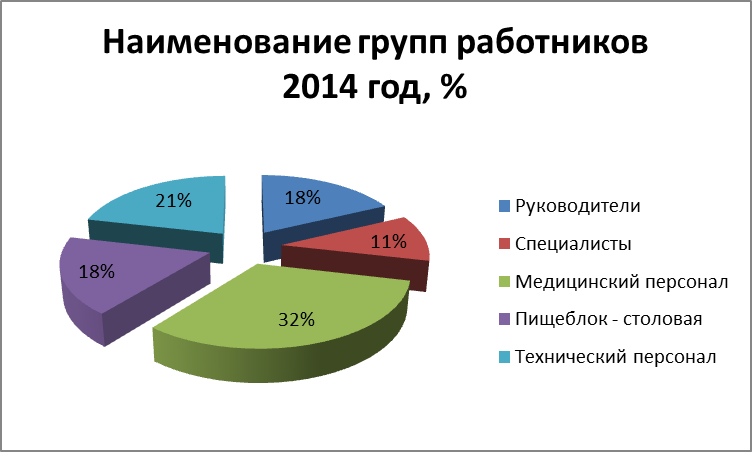 Наименование групп работников
2014 год, %
18%
11%
32%
18%
21%
Руководители
Специалисты
Медицинский персонал
Пищеблок - столовая
Технический персонал